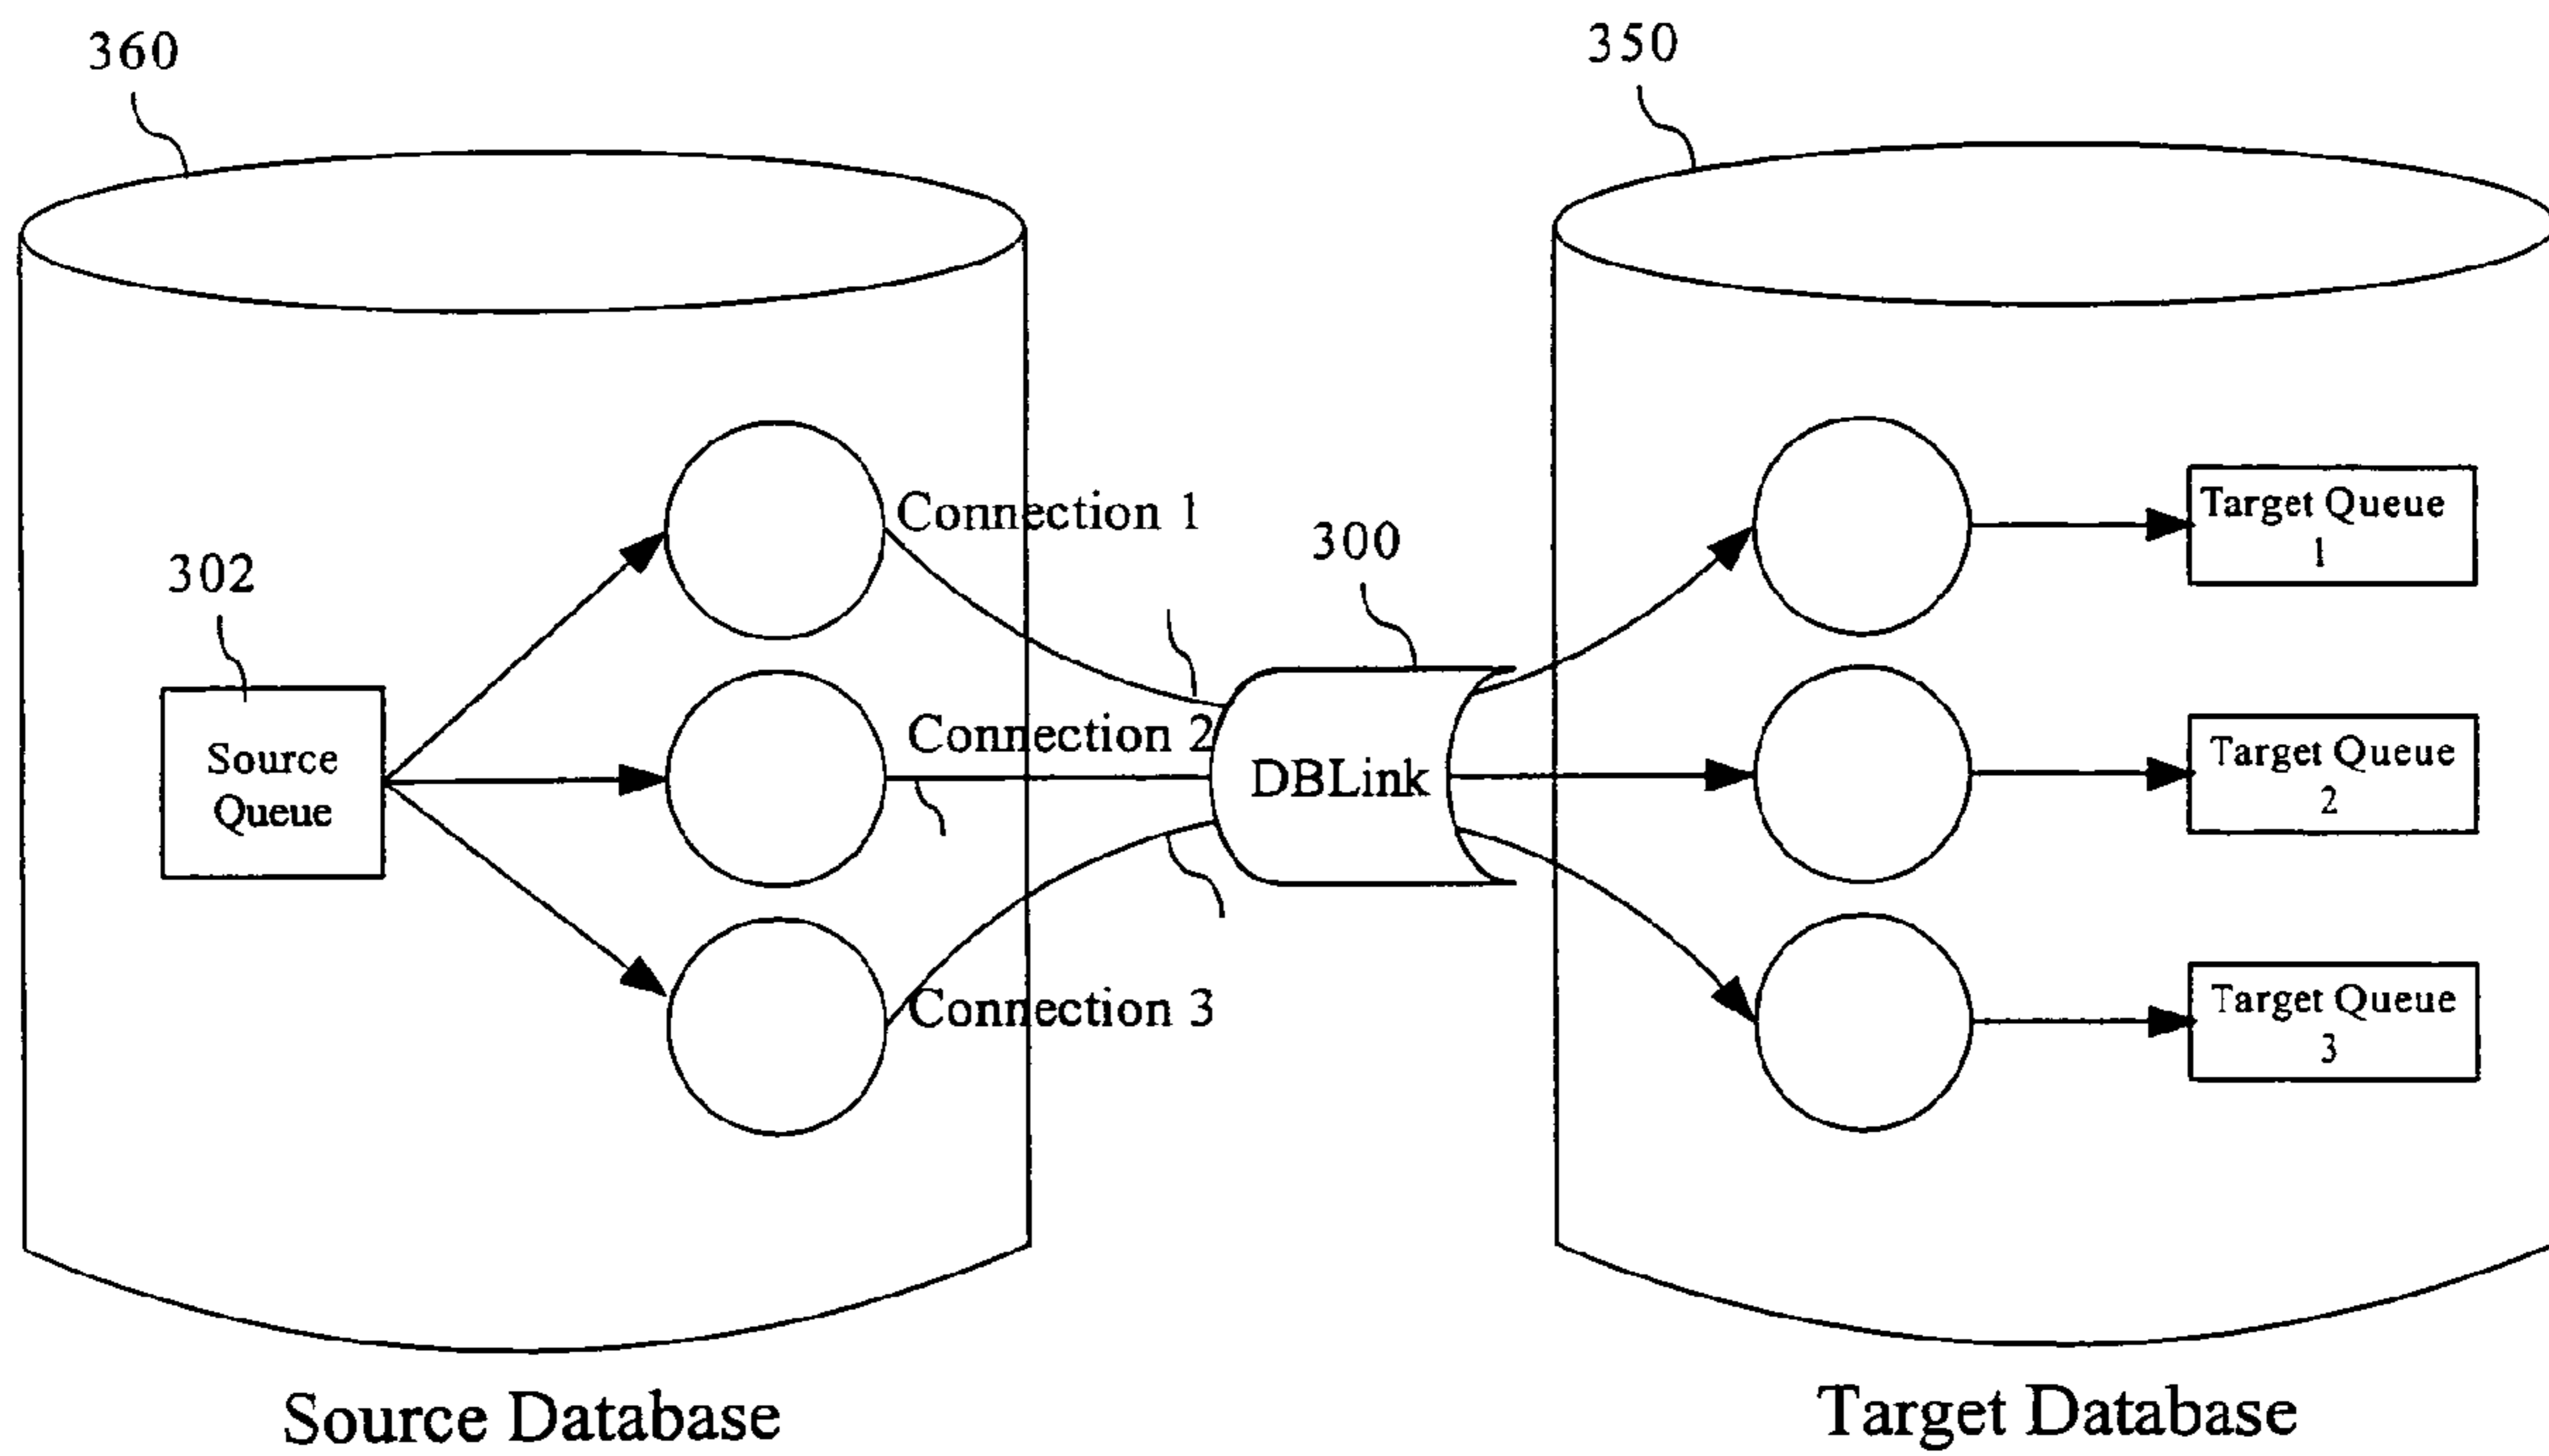 360
350
Connection 1
300
Target Queue
1
302
Source
Queue
Connection 2
DBLink
Target Queue
2
Connection 3
Target Queue
3
Source Database
Target Database